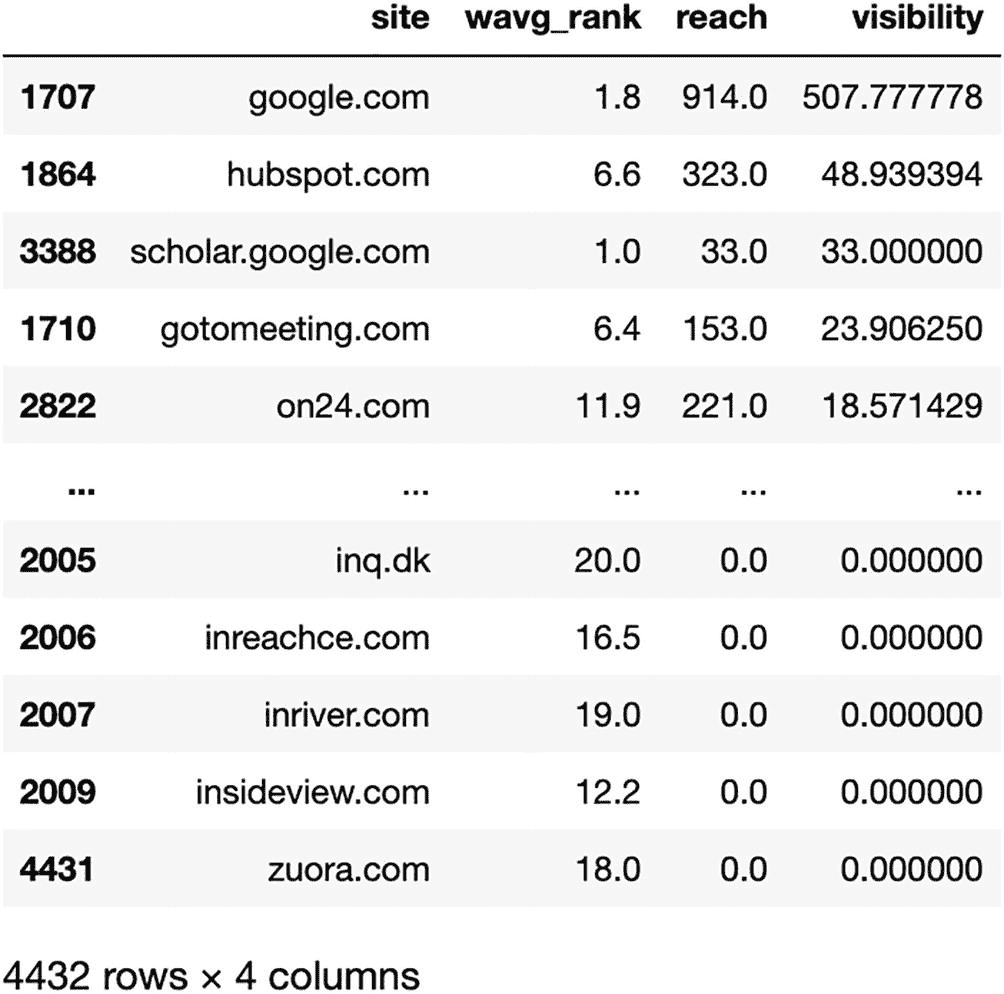 site wavg_rank reach visibility
1707 google.com 1.8 914.0 507.777778
1864 hubspot.com 6.6 323.0 48.939394
3388 scholar.google.com 1.0 33.0 33.000000
1710 gotomeeting.com 6.4 153.0 23.906250
2822 on24.com 11.9 221.0 18.571429
... ... ... ... ...
2005 inq.dk 20.0 0.0 0.000000
2006 inreachce.com 16.5 0.0 0.000000
2007 inriver.com 19.0 0.0 0.000000
2009 insideview.com 12.2 0.0 0.000000
4431 zuora.com 18.0 0.0 0.000000
4432 rows × 4 columns